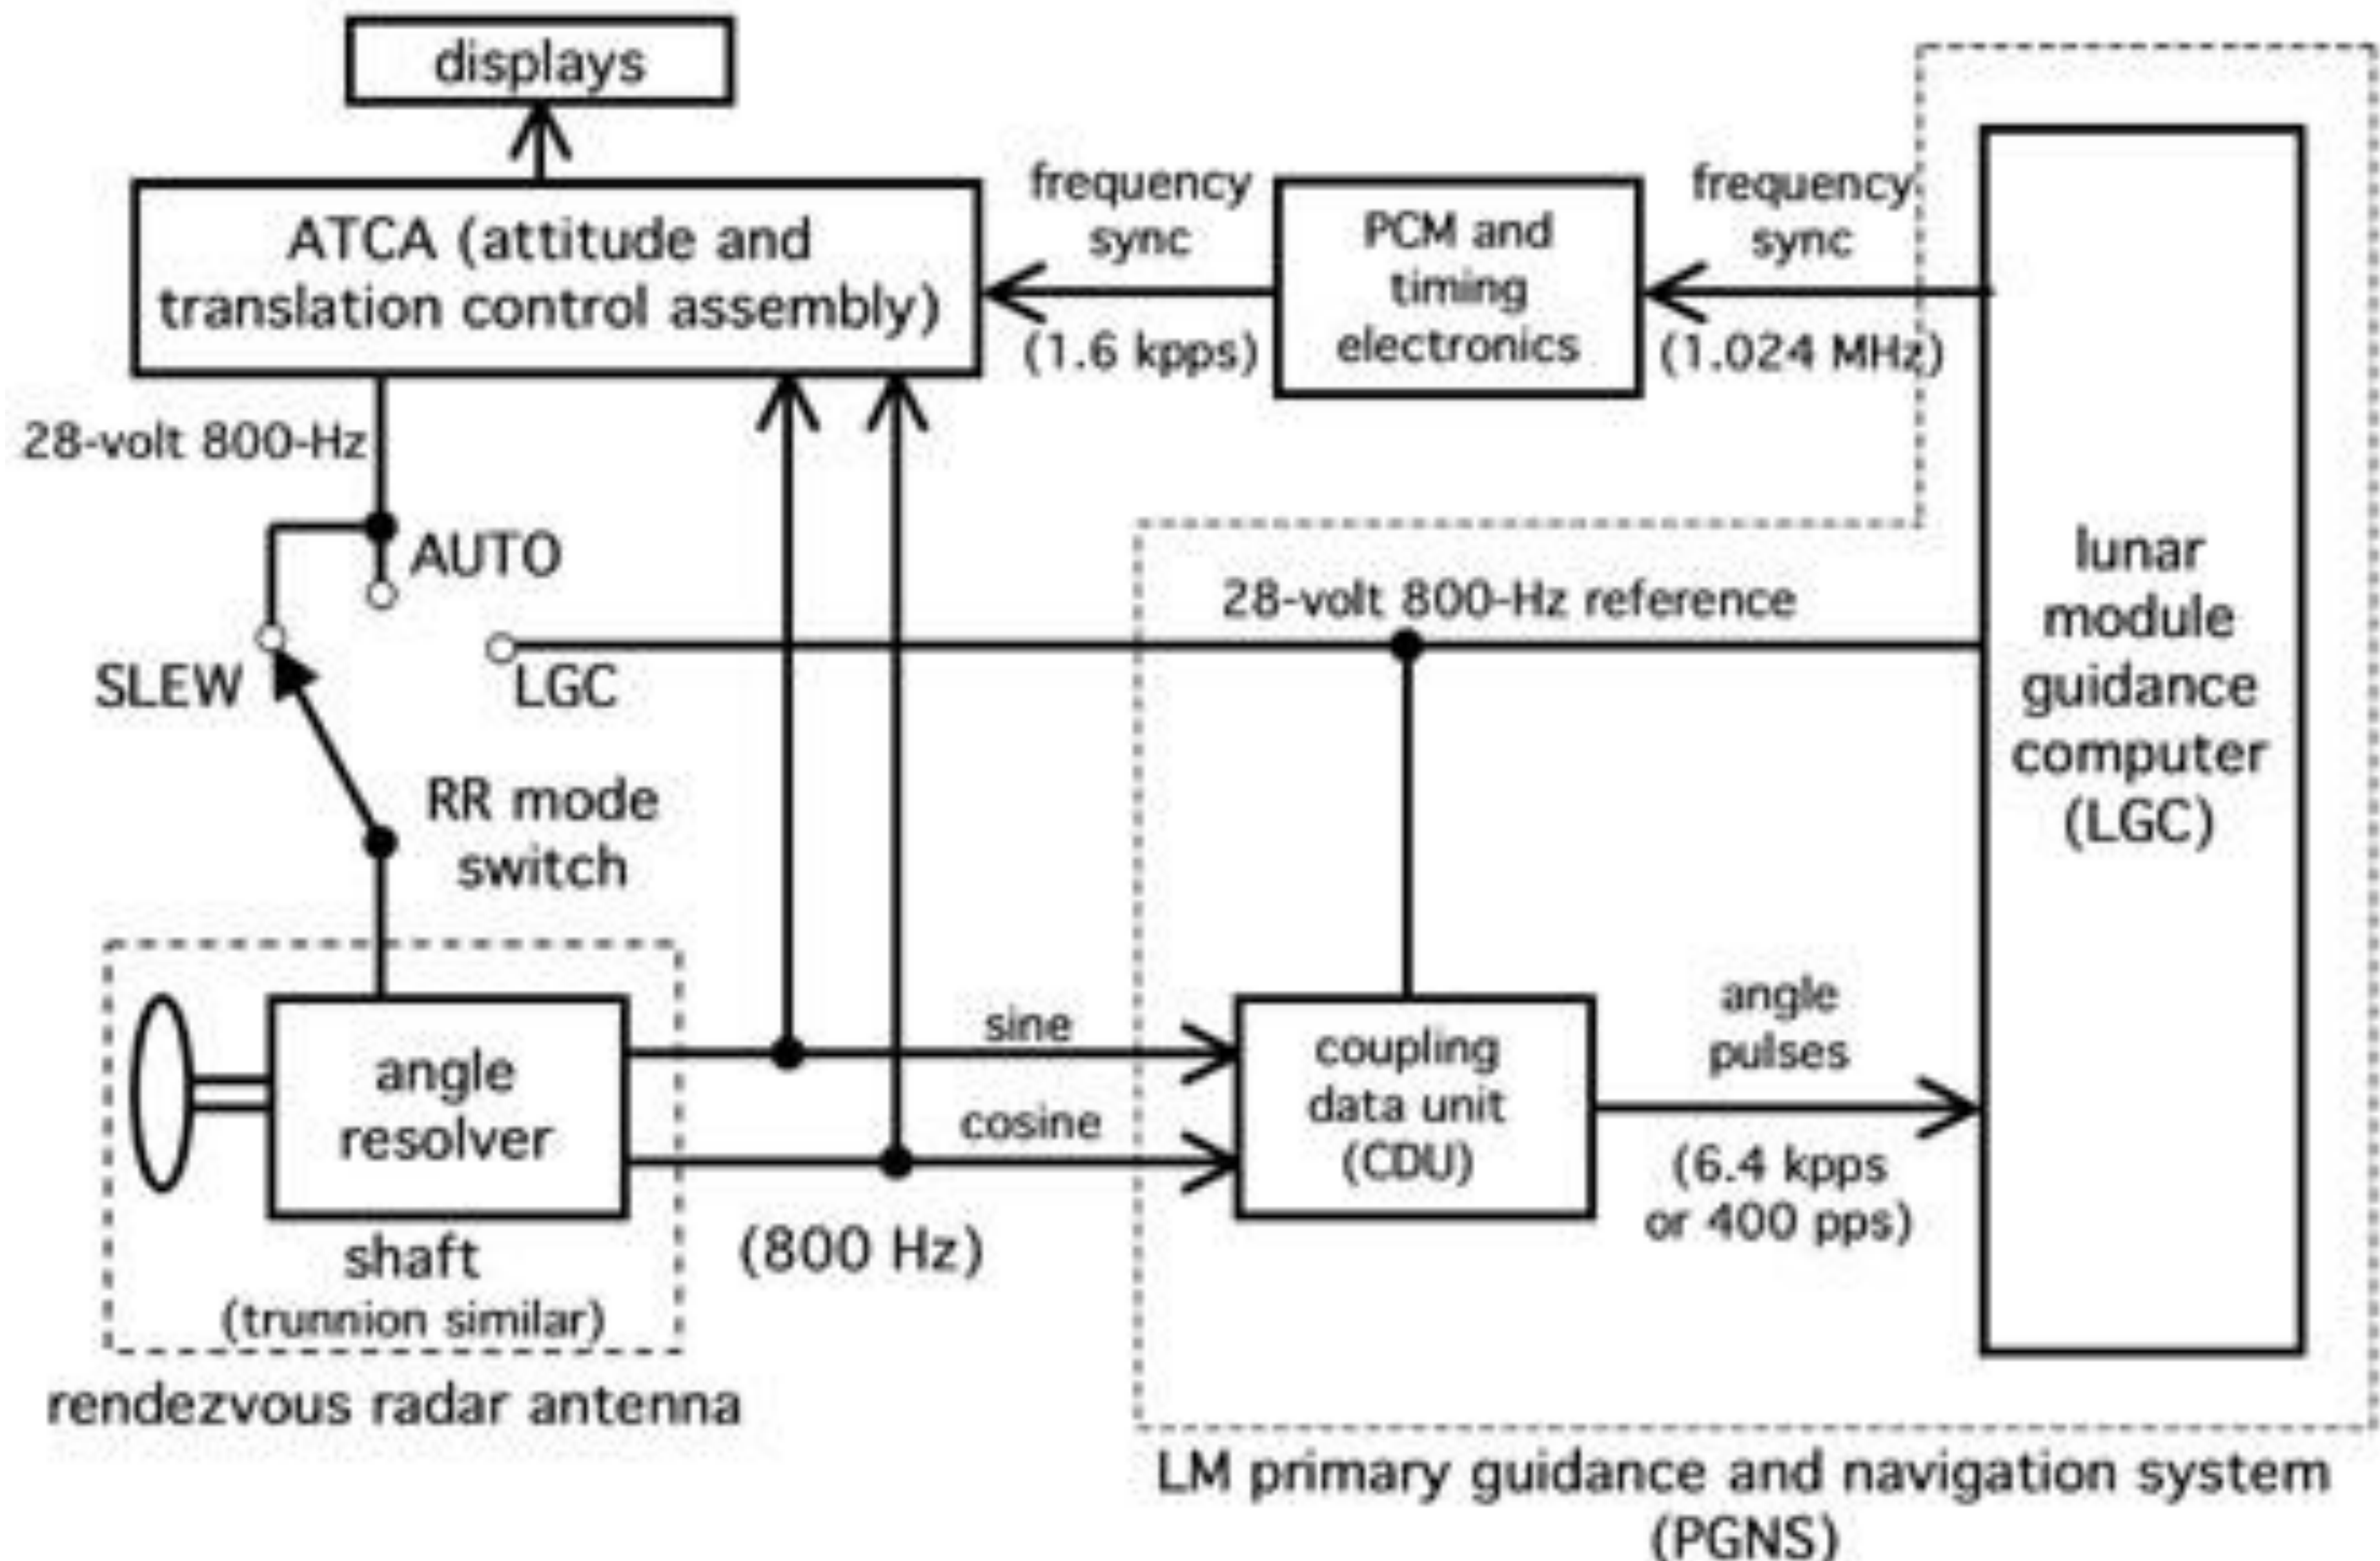 displays
ATCA (attitude and
translation control assembly)
frequency
sync
(1.6 kpps)
PCM and
timing
electronics
frequency
sync
(1.024 MHz)
28-volt 800-Hz
AUTO
SLEW
LGC
28-volt 800-Hz reference
RR mode
switch
lunar
module
guidance
computer
(LGC)
angle
resolver
shaft
(trunnion similar)
rendezvous radar antenna
sine
cosine
(800 Hz)
coupling
data unit
(CDU)
angle
pulses
(6.4 kpps
or 400 pps)
LM primary guidance and navigation system
(PGNS)